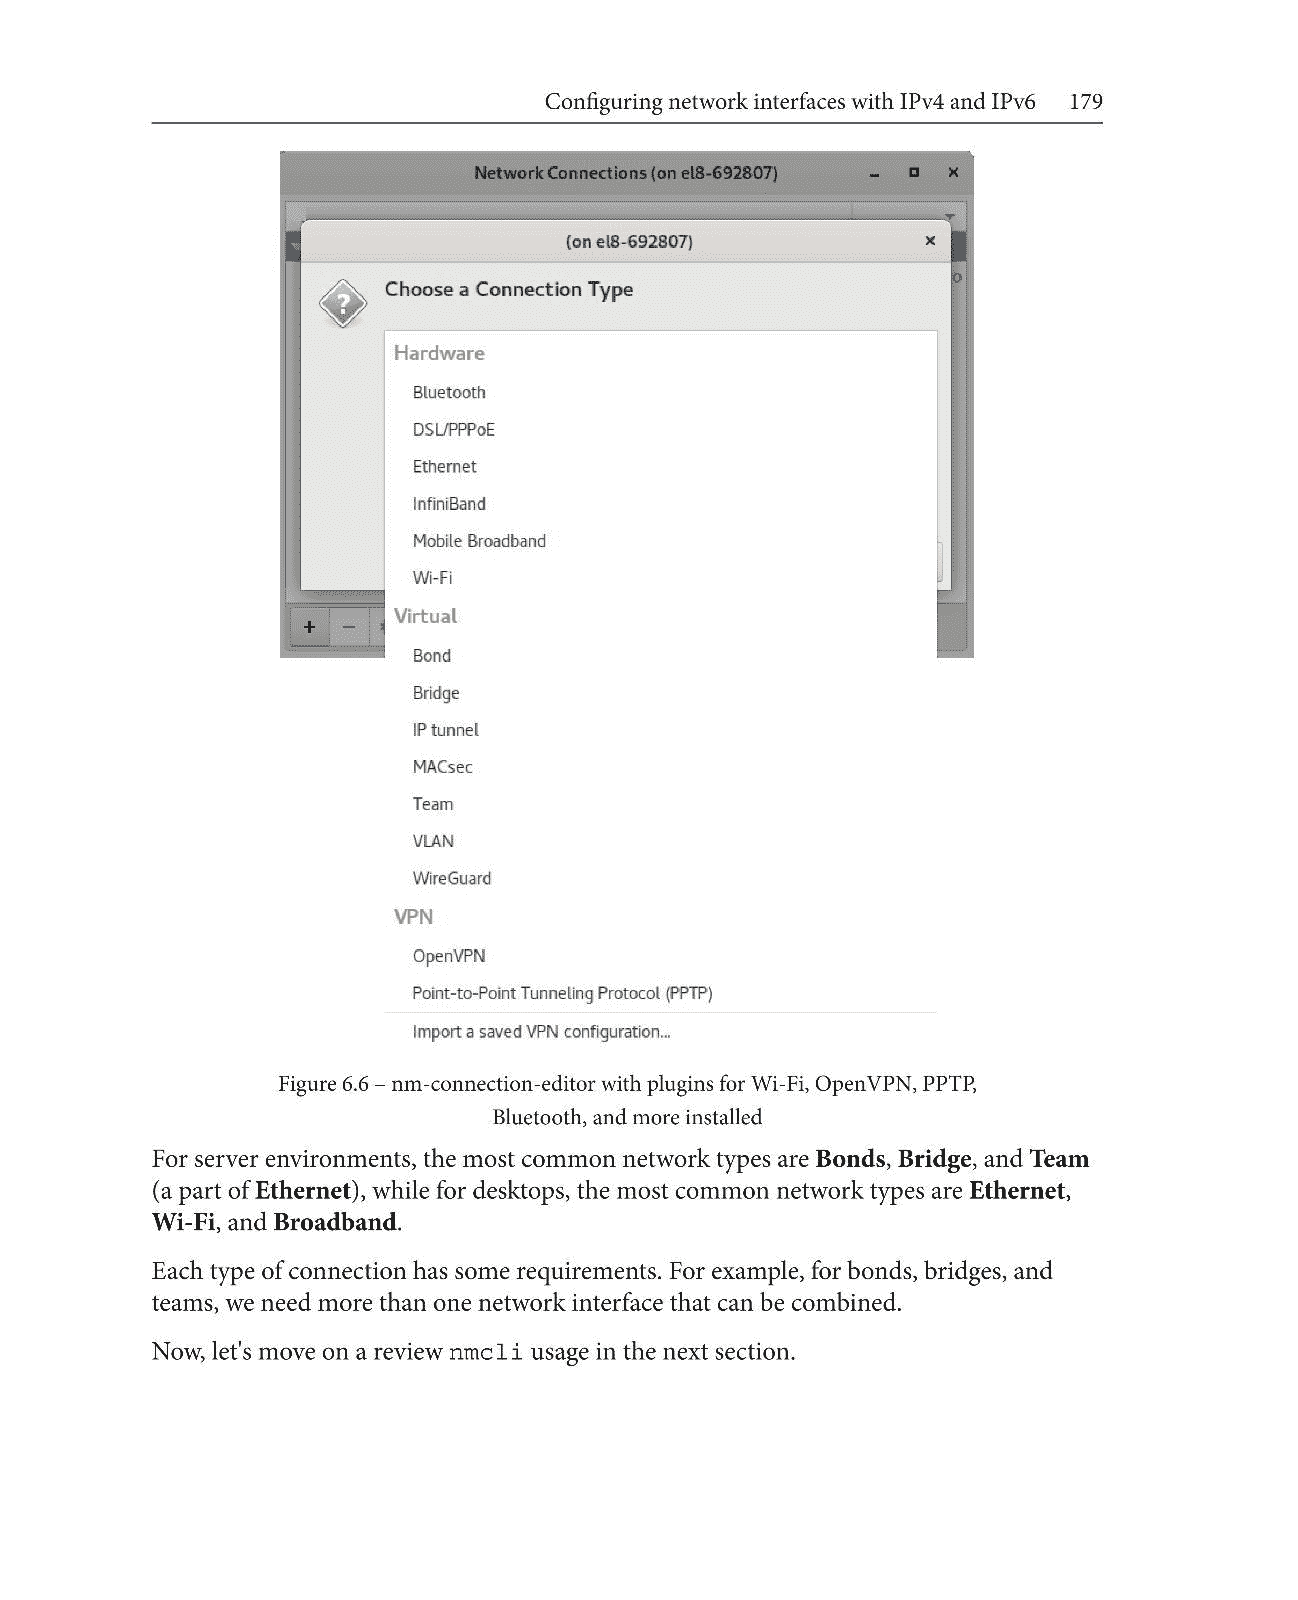 Configuring network interfaces with IPv4 and IPv6 179
Network Connections (on el8-692807)
(on el8-692807)
Choose a Connection Type
Hardware
Bluetooth
DSL/PPPoE
Ethernet
InfiniBand
Mobile Broadband
Wi-Fi
Virtual
Bond
Bridge
IP tunnel
MACsec
Team
VLAN
WireGuard
VPN
OpenVPN
Point-to-Point Tunneling Protocol (PPTP)
Import a saved VPN configuration...
Figure 6.6 – nm-connection-editor with plugins for Wi-Fi, OpenVPN, PPTP,
Bluetooth, and more installed
For server environments, the most common network types are Bonds, Bridge, and Team
(a part of Ethernet), while for desktops, the most common network types are Ethernet,
Wi-Fi, and Broadband.
Each type of connection has some requirements. For example, for bonds, bridges, and
teams, we need more than one network interface that can be combined.
Now, let's move on a review nmcli usage in the next section.